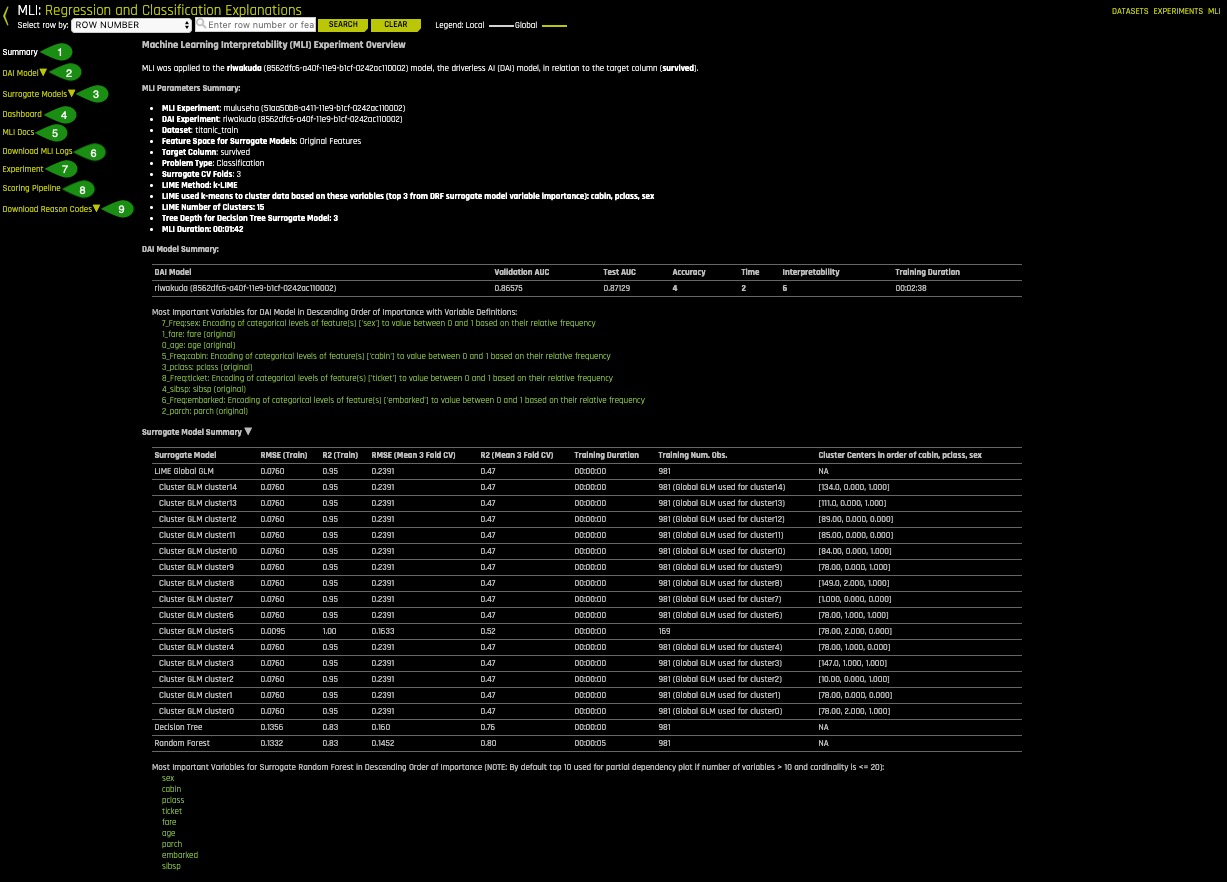 MLI: Regression and Classification Explanations
DATASETS EXPERIMENTS MLI
Select row by: ROW NUMBER Enter row number or fea SEARCH CLEAR Legend: Local Global
Summary 1
DAI Model 2
Surrogate Models 3
Dashboard 4
MLI Docs 5
Download MLI Logs 6
Experiment 7
Scoring Pipeline 8
Download Reason Codes 9
Machine Learning Interpretability (MLI) Experiment Overview
MLI was applied to the riwakuda (8562dfc6-a40f-11e9-b1cf-0242ac110002) model, the driverless AI (DAI) model, in relation to the target column (survived).
MLI Parameters Summary:
MLI Experiment: muluseha (51aa50b8-a411-11e9-b1cf-0242ac110002)
DAI Experiment: riwakuda (8562dfc6-a40f-11e9-b1cf-0242ac110002)
Dataset: titanic_train
Feature Space for Surrogate Models: Original Features
Target Column: survived
Problem Type: Classification
Surrogate CV Folds: 3
LIME Method: k-LIME
LIME used k-means to cluster data based on these variables (top 3 from DRF surrogate model variable importance): cabin, pclass, sex
LIME Number of Clusters: 15
Tree Depth for Decision Tree Surrogate Model: 3
MLI Duration: 00:01:42
DAI Model Summary:
DAI Model Validation AUC Test AUC Accuracy Time Interpretability Training Duration
riwakuda (8562dfc6-a40f-11e9-b1cf-0242ac110002) 0.86575 0.87129 4 2 6 00:02:38
Most Important Variables for DAI Model in Descending Order of Importance with Variable Definitions:
7_Freq:sex: Encoding of categorical levels of feature(s) ['sex'] to value between 0 and 1 based on their relative frequency
1_fare: fare (original)
0_age: age (original)
5_Freq:cabin: Encoding of categorical levels of feature(s) ['cabin'] to value between 0 and 1 based on their relative frequency
3_pclass: pclass (original)
8_Freq:ticket: Encoding of categorical levels of feature(s) ['ticket'] to value between 0 and 1 based on their relative frequency
4_sibsp: sibsp (original)
6_Freq:embarked: Encoding of categorical levels of feature(s) ['embarked'] to value between 0 and 1 based on their relative frequency
2_parch: parch (original)
Surrogate Model Summary
Surrogate Model RMSE (Train) R2 (Train) RMSE (Mean 3 Fold CV) R2 (Mean 3 Fold CV) Training Duration Training Num. Obs. Cluster Centers in order of cabin, pclass, sex
LIME Global GLM 0.0760 0.95 0.2391 0.47 00:00:00 981 NA
Cluster GLM cluster14 0.0760 0.95 0.2391 0.47 00:00:00 981 (Global GLM used for cluster14) [134.0, 0.000, 1.000]
Cluster GLM cluster13 0.0760 0.95 0.2391 0.47 00:00:00 981 (Global GLM used for cluster13) [111.0, 0.000, 1.000]
Cluster GLM cluster12 0.0760 0.95 0.2391 0.47 00:00:00 981 (Global GLM used for cluster12) [89.00, 0.000, 0.000]
Cluster GLM cluster11 0.0760 0.95 0.2391 0.47 00:00:00 981 (Global GLM used for cluster11) [85.00, 0.000, 0.000]
Cluster GLM cluster10 0.0760 0.95 0.2391 0.47 00:00:00 981 (Global GLM used for cluster10) [84.00, 0.000, 1.000]
Cluster GLM cluster9 0.0760 0.95 0.2391 0.47 00:00:00 981 (Global GLM used for cluster9) [78.00, 0.000, 1.000]
Cluster GLM cluster8 0.0760 0.95 0.2391 0.47 00:00:00 981 (Global GLM used for cluster8) [149.0, 2.000, 1.000]
Cluster GLM cluster7 0.0760 0.95 0.2391 0.47 00:00:00 981 (Global GLM used for cluster7) [1.000, 0.000, 0.000]
Cluster GLM cluster6 0.0760 0.95 0.2391 0.47 00:00:00 981 (Global GLM used for cluster6) [78.00, 1.000, 1.000]
Cluster GLM cluster5 0.0095 1.00 0.1633 0.52 00:00:00 169 [78.00, 2.000, 0.000]
Cluster GLM cluster4 0.0760 0.95 0.2391 0.47 00:00:00 981 (Global GLM used for cluster4) [78.00, 1.000, 0.000]
Cluster GLM cluster3 0.0760 0.95 0.2391 0.47 00:00:00 981 (Global GLM used for cluster3) [147.0, 1.000, 1.000]
Cluster GLM cluster2 0.0760 0.95 0.2391 0.47 00:00:00 981 (Global GLM used for cluster2) [10.00, 0.000, 1.000]
Cluster GLM cluster1 0.0760 0.95 0.2391 0.47 00:00:00 981 (Global GLM used for cluster1) [78.00, 0.000, 0.000]
Cluster GLM cluster0 0.0760 0.95 0.2391 0.47 00:00:00 981 (Global GLM used for cluster0) [78.00, 2.000, 1.000]
Decision Tree 0.1356 0.83 0.160 0.76 00:00:00 981 NA
Random Forest 0.1332 0.83 0.1452 0.80 00:00:05 981 NA
Most Important Variables for Surrogate Random Forest in Descending Order of Importance (NOTE: By default top 10 used for partial dependency plot if number of variables > 10 and cardinality is <= 20):
sex
cabin
pclass
ticket
fare
age
parch
embarked
sibsp